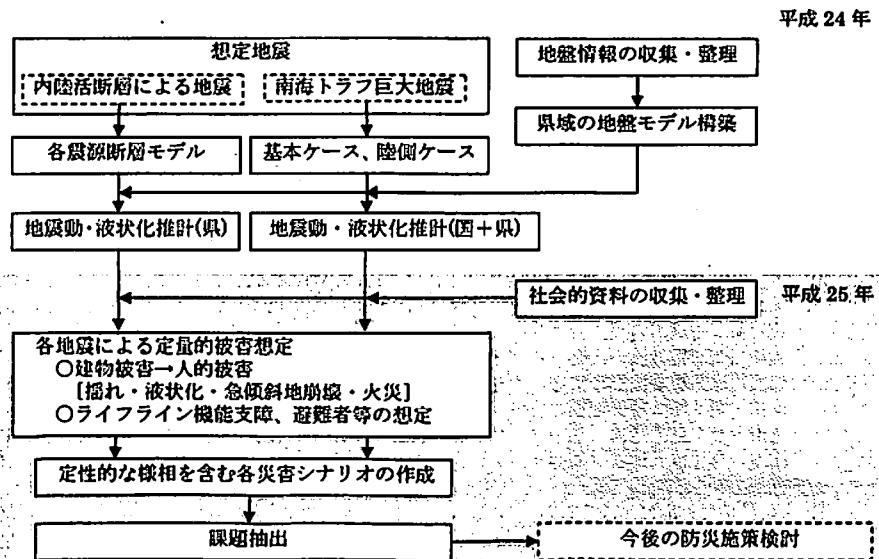 平成 24 年
想定地震
地盤情報の収集・整理
内陸活断層による地震
南海トラフ巨大地震
県域の地盤モデル構築
各震源断層モデル
基本ケース、陸側ケース
地震動・液状化推計(県)
地震動・液状化推計(国＋県)
社会的資料の収集・整理
平成 25 年
各地震による定量的被害想定
○建物被害→人的被害
［揺れ・液状化・急傾斜地崩壊・火災］
○ライフライン機能支障、避難者等の想定
定性的な様相を含む各災害シナリオの作成
課題抽出
今後の防災施策検討